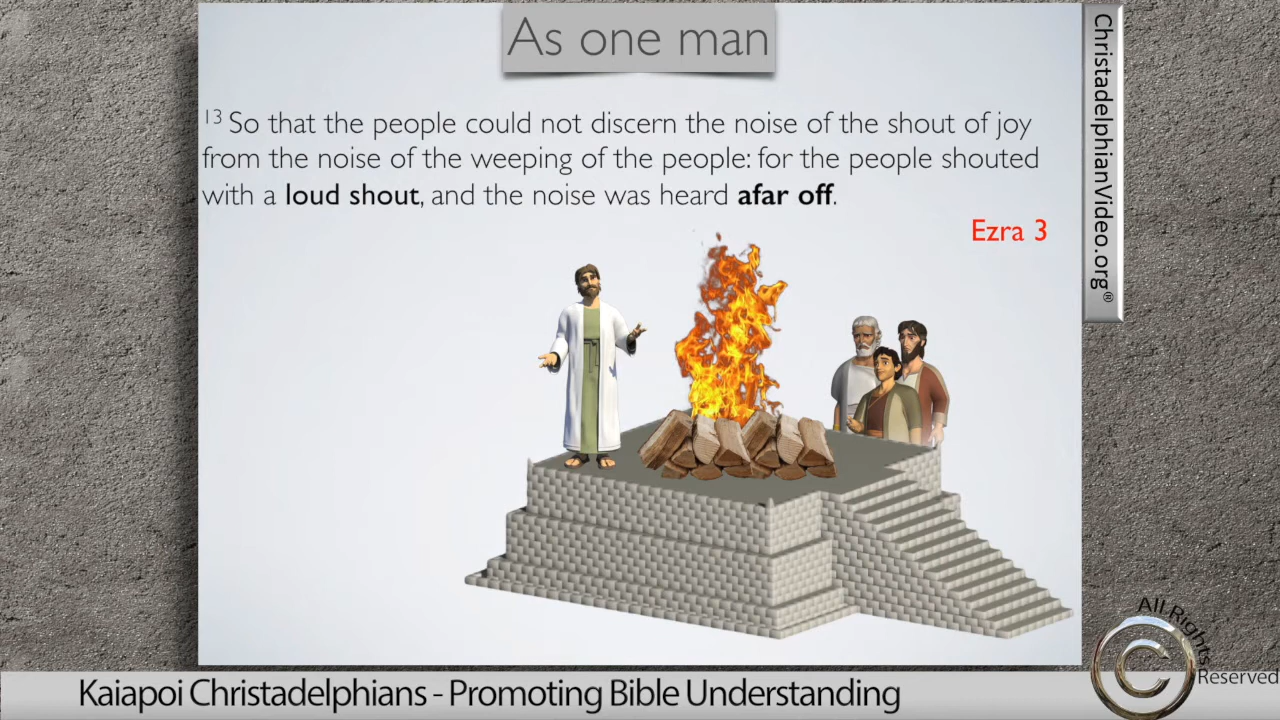 As one man
13 So that the people could not discern the noise of the shout of joy
from the noise of the weeping of the people: for the people shouted
with a loud shout, and the noise was heard afar off.
Ezra 3
ChristadelphianVideo.org®
All Rights
©
Reserved
Kaiapoi Christadelphians - Promoting Bible Understanding